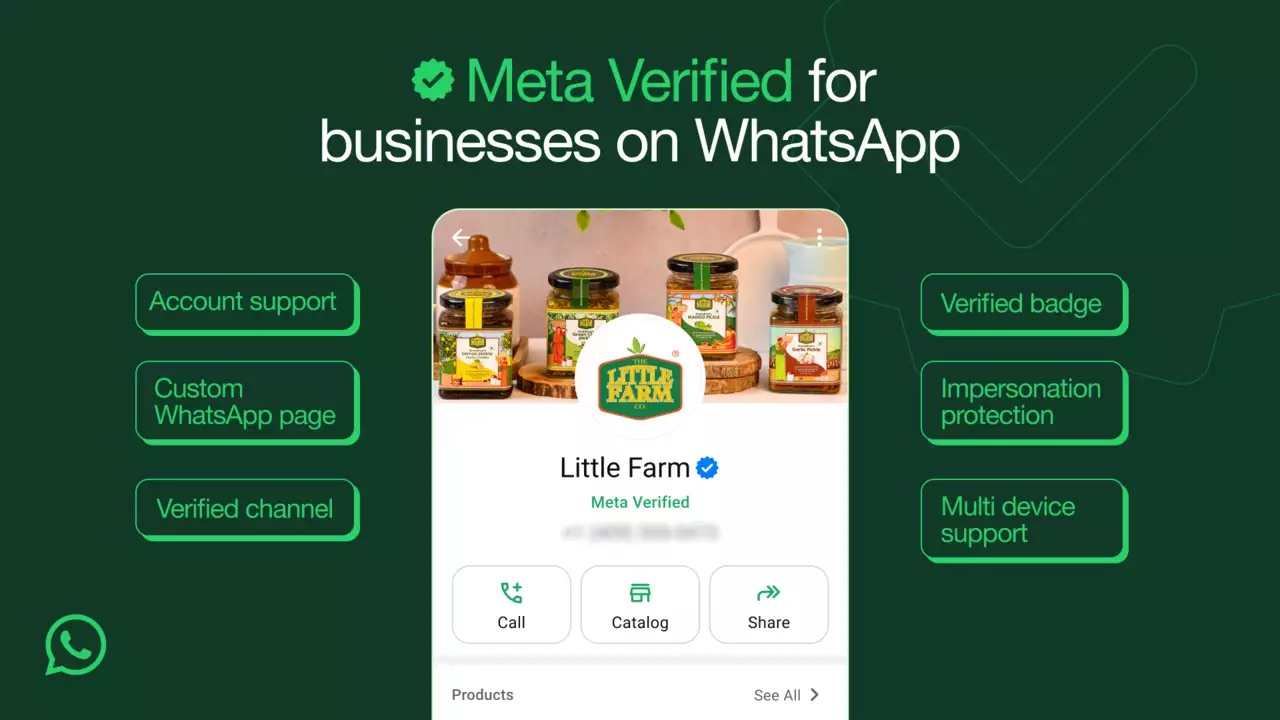 Meta Verified for
businesses on WhatsApp
Account support
Custom
WhatsApp page
Verified channel
Verified badge
Impersonation
protection
Multi device
support
THE
LITTLE
FARM
CO.
®
Little Farm
Meta Verified
Call
Catalog
Share
Products
See All